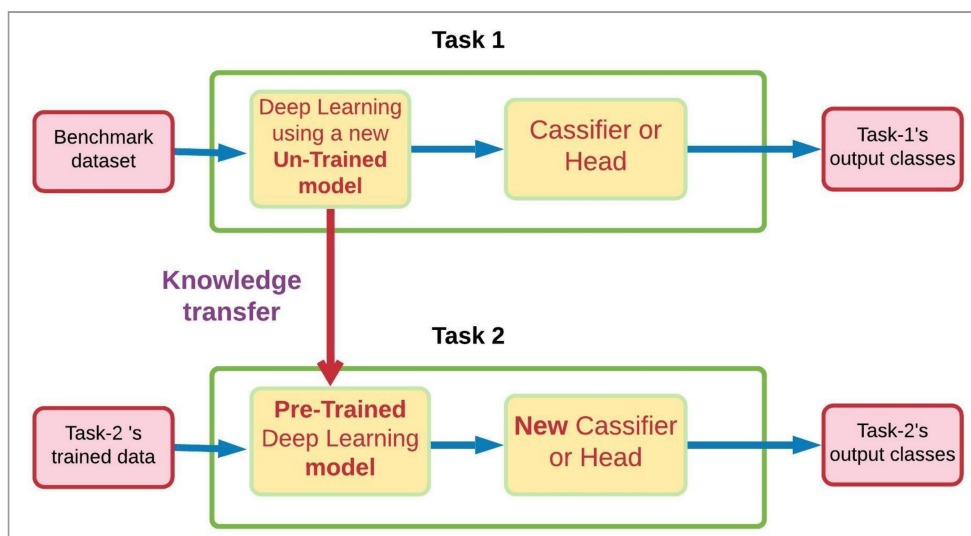 Task 1
Benchmark
dataset
Deep Learning
using a new
Un-Trained
model
Cassifier or
Head
Task-1's
output classes
Knowledge
transfer
Task 2
Task-2 's
trained data
Pre-Trained
Deep Learning
model
New Cassifier
or Head
Task-2's
output classes